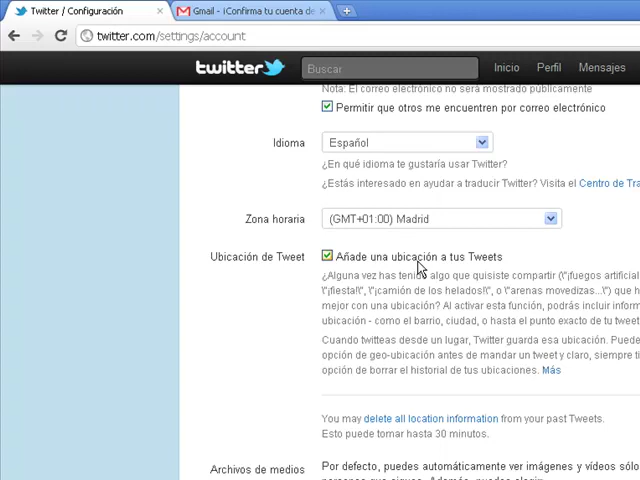 Twitter / Configuración
Gmail - ¡Confirma tu cuenta de
twitter.com/settings/account
twitter
Buscar
Inicio
Perfil
Mensajes
Nota: El correo electrónico no será mostrado públicamente
Permitir que otros me encuentren por correo electrónico
Idioma
Español
¿En qué idioma te gustaría usar Twitter?
¿Estás interesado en ayudar a traducir Twitter? Visita el Centro de Tra
Zona horaria
(GMT+01:00) Madrid
Ubicación de Tweet
Añade una ubicación a tus Tweets
¿Alguna vez has tenido algo que quisiste compartir (\"¡fuegos artificial
\"¡fiesta!\", \"¡camión de los helados!\", o \"arenas movedizas...\") que h
mejor con una ubicación? Al activar esta función, podrás incluir inform
ubicación - como el barrio, ciudad, o hasta el punto exacto de tu tweet
Cuando twitteas desde un lugar, Twitter guarda esa ubicación. Puede
opción de geo-ubicación antes de mandar un tweet y claro, siempre ti
opción de borrar el historial de tus ubicaciones. Más
You may delete all location information from your past Tweets.
Esto puede tomar hasta 30 minutos.
Archivos de medios
Por defecto, puedes automáticamente ver imágenes y vídeos sólo